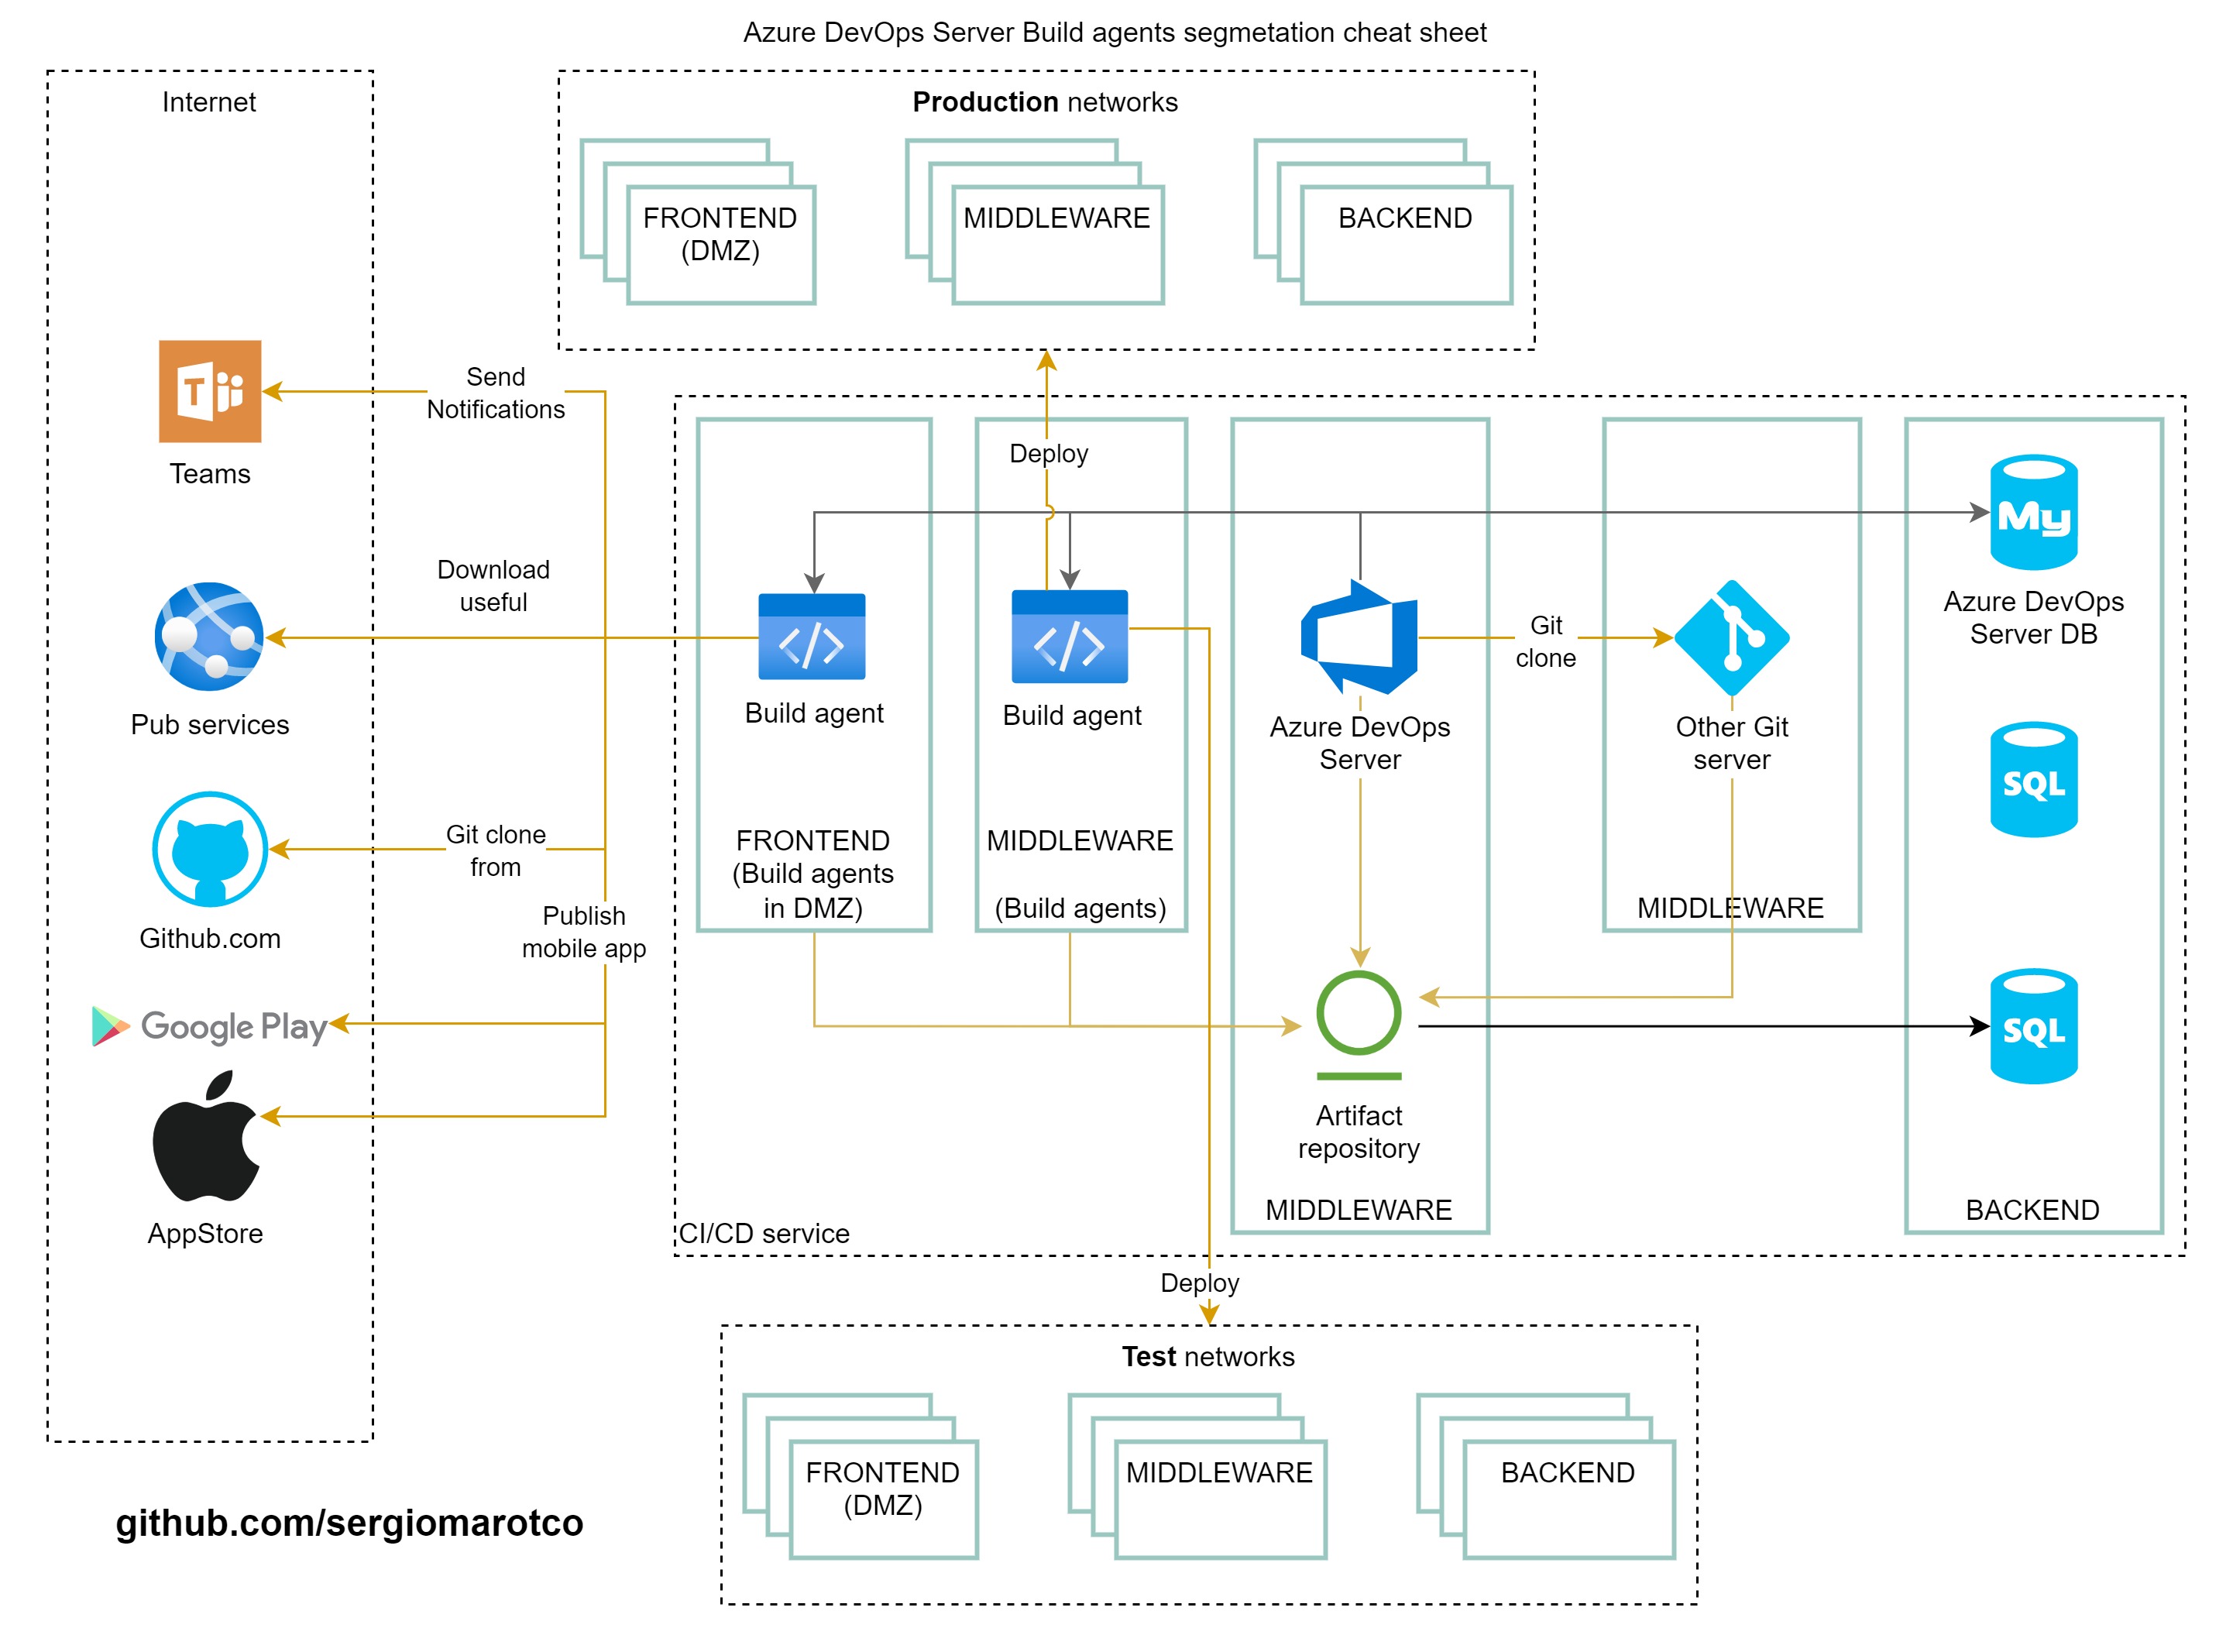 Azure DevOps Server Build agents segmetation cheat sheet
Internet
Teams
Pub services
Github.com
Google Play
AppStore
Send
Notifications
Download
useful
Git clone
from
Publish
mobile app
Production networks
FRONTEND
(DMZ)
MIDDLEWARE
BACKEND
Deploy
Build agent
FRONTEND
(Build agents
in DMZ)
Build agent
MIDDLEWARE
(Build agents)
Azure DevOps
Server
Artifact
repository
MIDDLEWARE
Git
clone
Other Git
server
MIDDLEWARE
My
Azure DevOps
Server DB
SQL
SQL
BACKEND
CI/CD service
Deploy
Test networks
FRONTEND
(DMZ)
MIDDLEWARE
BACKEND
github.com/sergiomarotco